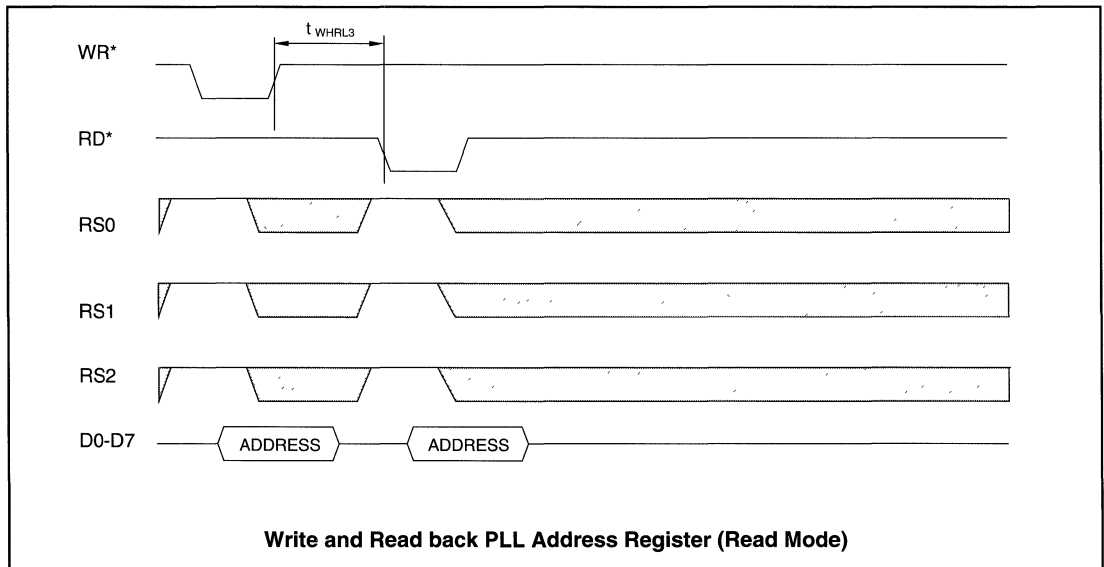 t WHRL3
WR*
RD*
RS0
RS1
RS2
D0-D7 ADDRESS ADDRESS
Write and Read back PLL Address Register (Read Mode)